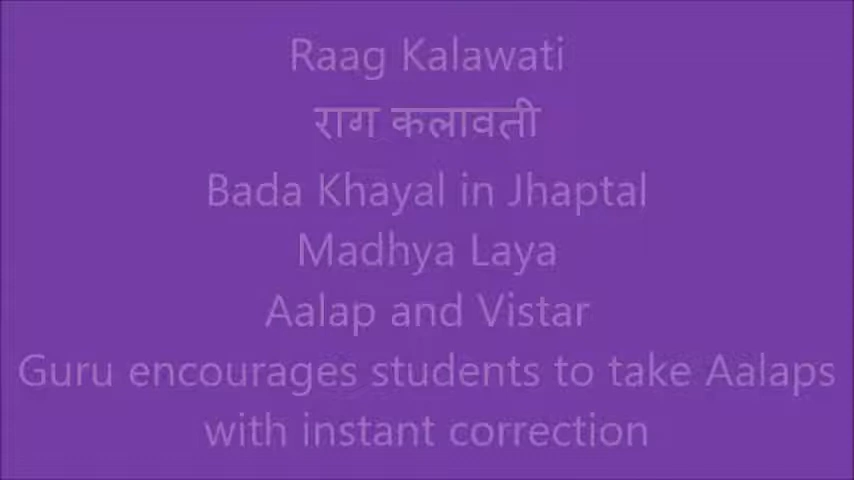 Raag Kalawati
राग कलावती
Bada Khayal in Jhaptal
Madhya Laya
Aalap and Vistar
Guru encourages students to take Aalaps
with instant correction